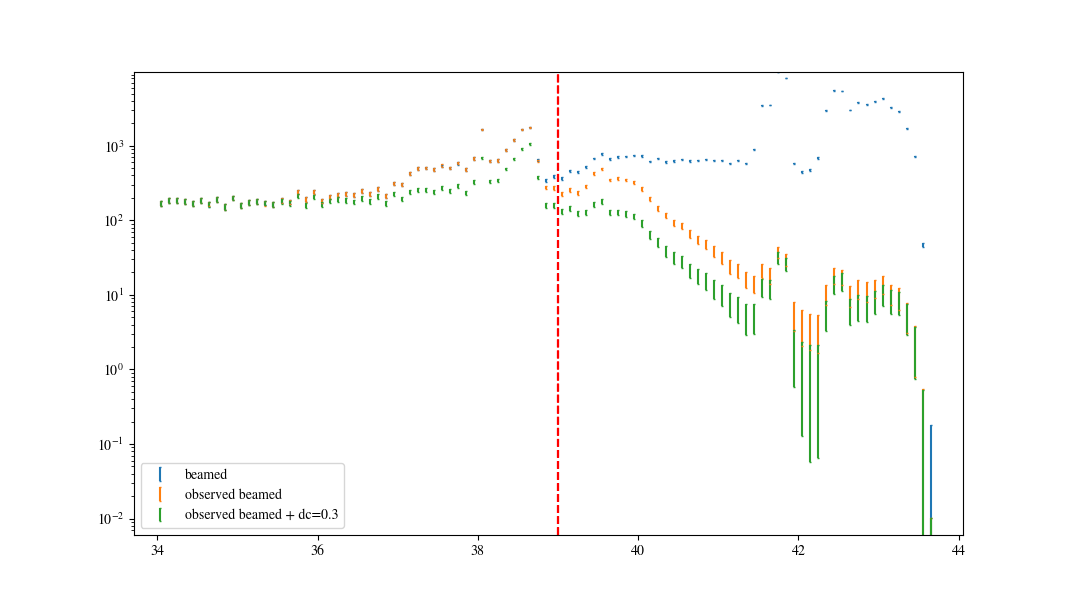 10³
10²
10¹
10⁰
10⁻¹
10⁻²
beamed
observed beamed
observed beamed + dc=0.3
34 36 38 40 42 44